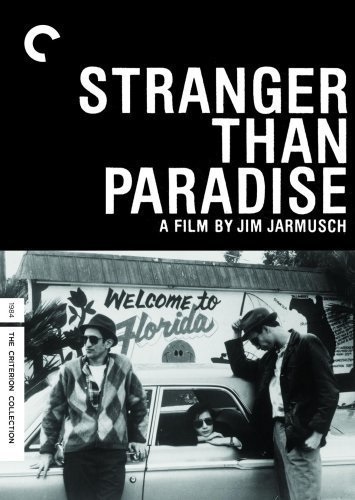 STRANGER
THAN
PARADISE
A FILM BY JIM JARMUSCH
WELCOME to
Florida
1984
THE CRITERION COLLECTION